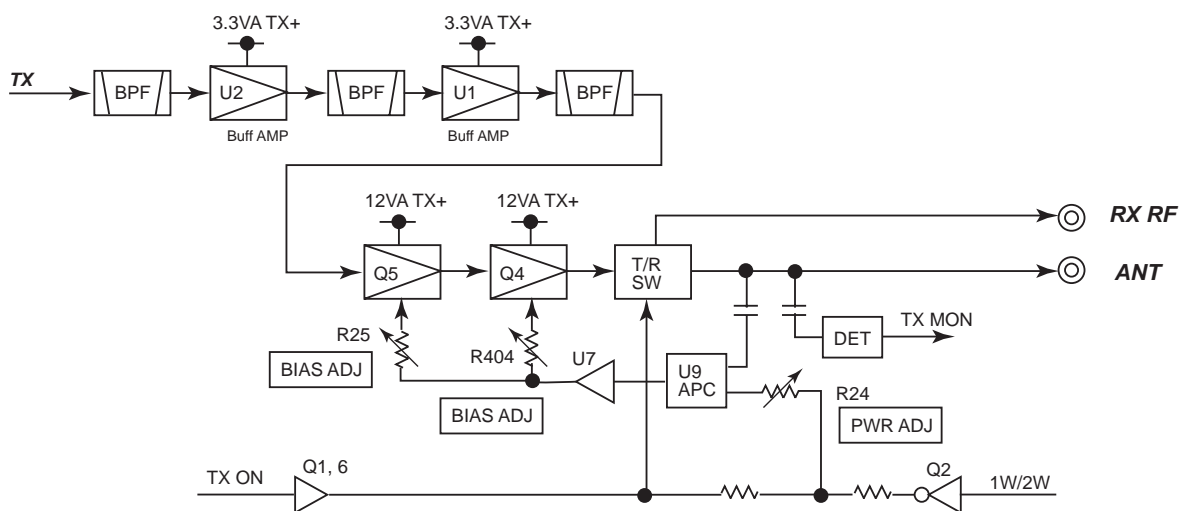 3.3VA TX+
3.3VA TX+
TX
BPF
U2
BPF
U1
BPF
Buff AMP
Buff AMP
12VA TX+
12VA TX+
RX RF
Q5
Q4
T/R
SW
ANT
R25
R404
U7
U9
APC
DET
TX MON
BIAS ADJ
R24
BIAS ADJ
PWR ADJ
TX ON
Q1, 6
Q2
1W/2W